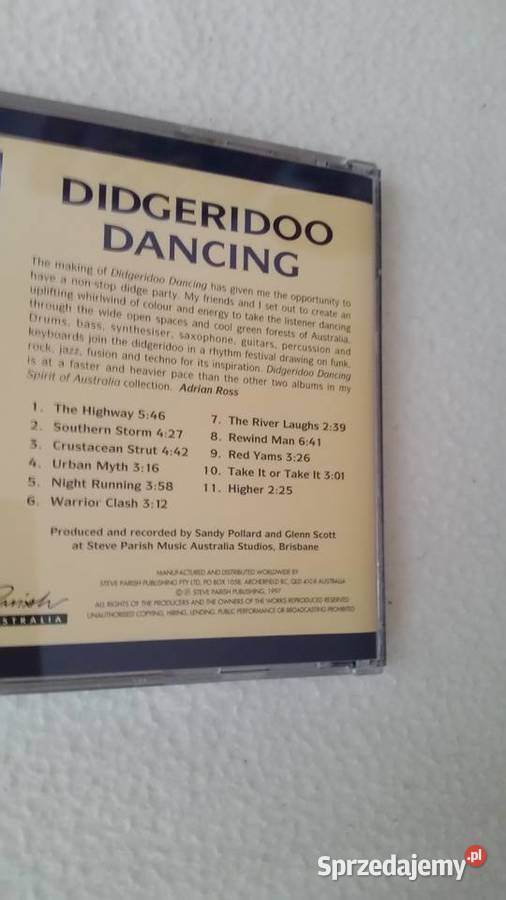 DIDGERIDOO
DANCING
The making of Didgeridoo Dancing has given me the opportunity to
have a non-stop didge party. My friends and I set out to create an
uplifting whirlwind of colour and energy to take the listener dancing
through the wide open spaces and cool green forests of Australia.
Drums, bass, synthesiser, saxophone, guitars, percussion and
keyboards join the didgeridoo in a rhythm festival drawing on funk,
rock, jazz, fusion and techno for its inspiration. Didgeridoo Dancing
is at a faster and heavier pace than the other two albums in my
Spirit of Australia collection. Adrian Ross
1. The Highway 5:46
2. Southern Storm 4:27
3. Crustacean Strut 4:42
4. Urban Myth 3:16
5. Night Running 3:58
6. Warrior Clash 3:12
7. The River Laughs 2:39
8. Rewind Man 6:41
9. Red Yams 3:26
10. Take It or Take It 3:01
11. Higher 2:25
Produced and recorded by Sandy Pollard and Glenn Scott
at Steve Parish Music Australia Studios, Brisbane
MANUFACTURED AND DISTRIBUTED WORLDWIDE BY
STEVE PARISH PUBLISHING PTY LTD, PO BOX 1058, ARCHERFIELD BC, QLD 4108 AUSTRALIA
© ℗ STEVE PARISH PUBLISHING, 1997
ALL RIGHTS OF THE PRODUCERS AND THE OWNERS OF THE WORKS REPRODUCED RESERVED
UNAUTHORISED COPYING, HIRING, LENDING, PUBLIC PERFORMANCE OR BROADCASTING PROHIBITED
Parish
STRALIA
Sprzedajemy.pl